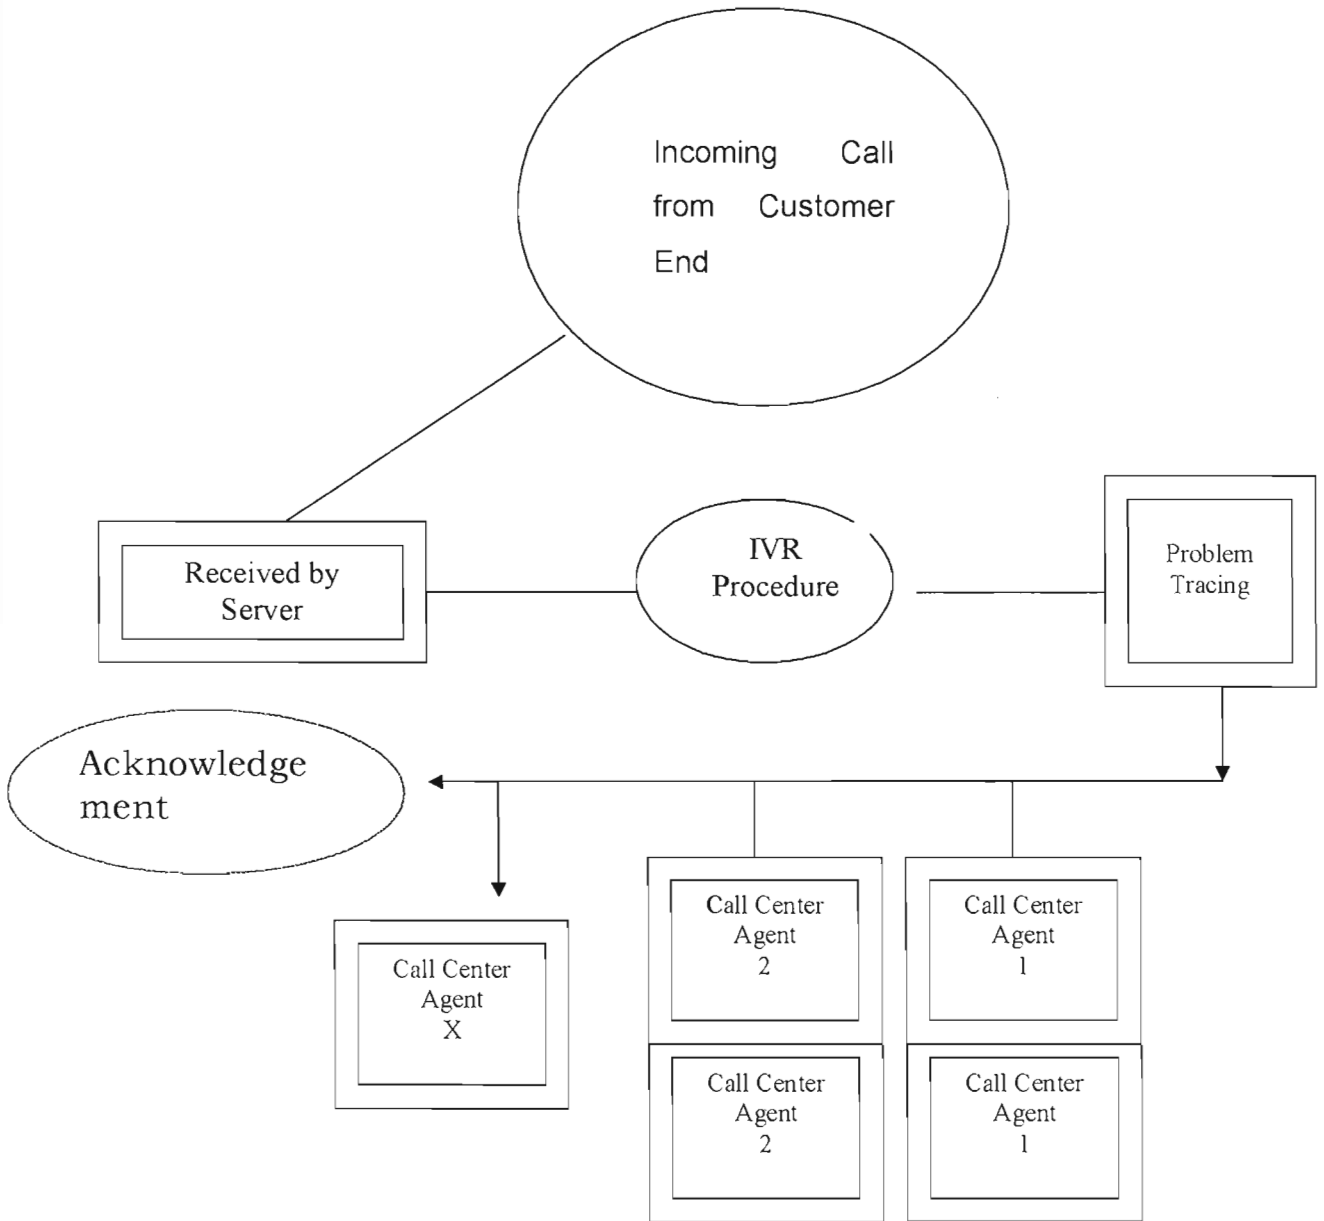 Incoming Call
from Customer
End
Received by
Server
IVR
Procedure
Problem
Tracing
Acknowledge
ment
Call Center
Agent
X
Call Center
Agent
2
Call Center
Agent
1
Call Center
Agent
2
Call Center
Agent
1